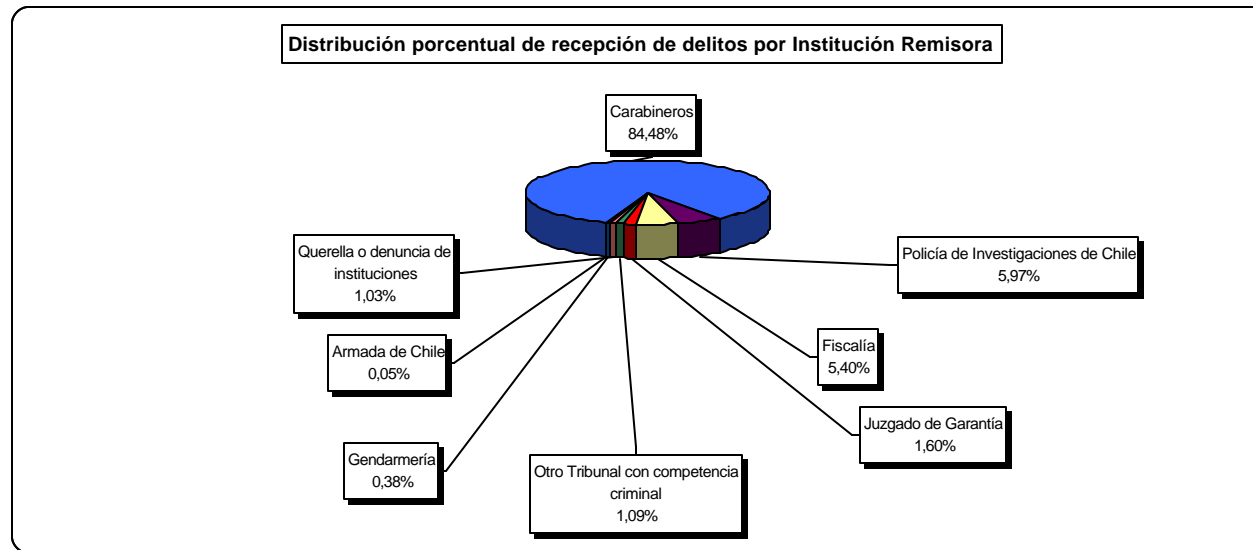 Distribución porcentual de recepción de delitos por Institución Remisora
Carabineros
84,48%
Querella o denuncia de
instituciones
1,03%
Policía de Investigaciones de Chile
5,97%
Armada de Chile
0,05%
Fiscalía
5,40%
Juzgado de Garantía
1,60%
Gendarmería
0,38%
Otro Tribunal con competencia
criminal
1,09%